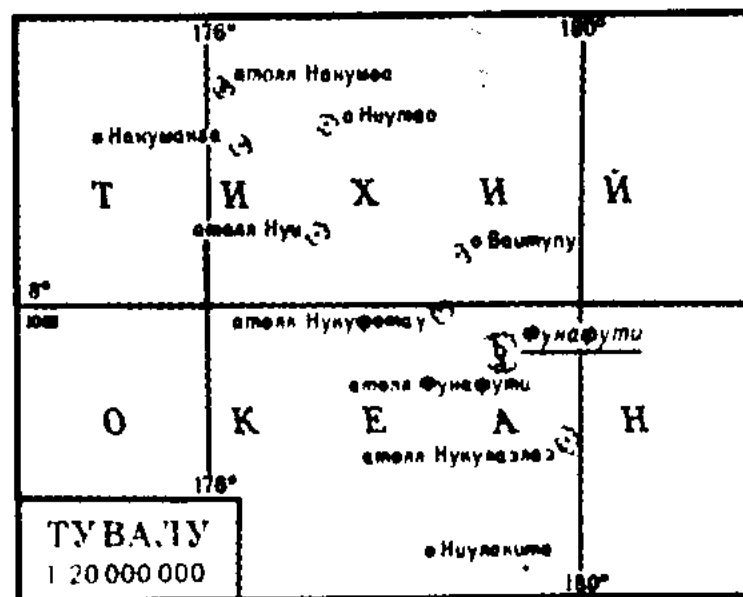 176° 180°
атолл Нанумеа
о Ниутао
о Нануманга
Т И Х И Й
атолл Нуи
о Ваитупу
8°
атолл Нукуфетау
Фунафути
атолл Фунафути
О К Е А Н
атолл Нукулаэлаэ
176°
ТУВАЛУ
1 20 000 000
о Ниулакита
180°